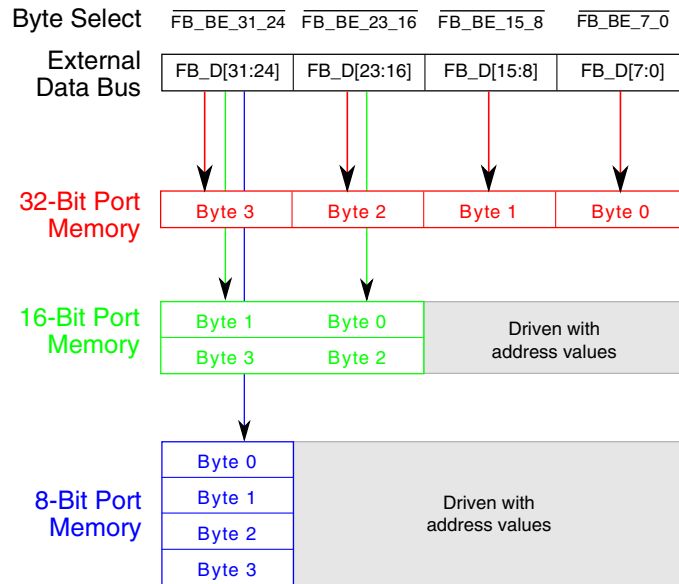 Byte Select FB_BE_31_24 FB_BE_23_16 FB_BE_15_8 FB_BE_7_0
External
Data Bus
FB_D[31:24] FB_D[23:16] FB_D[15:8] FB_D[7:0]
32-Bit Port
Memory
Byte 3 Byte 2 Byte 1 Byte 0
16-Bit Port
Memory
Byte 1 Byte 0
Byte 3 Byte 2
Driven with
address values
8-Bit Port
Memory
Byte 0
Byte 1
Byte 2
Byte 3
Driven with
address values